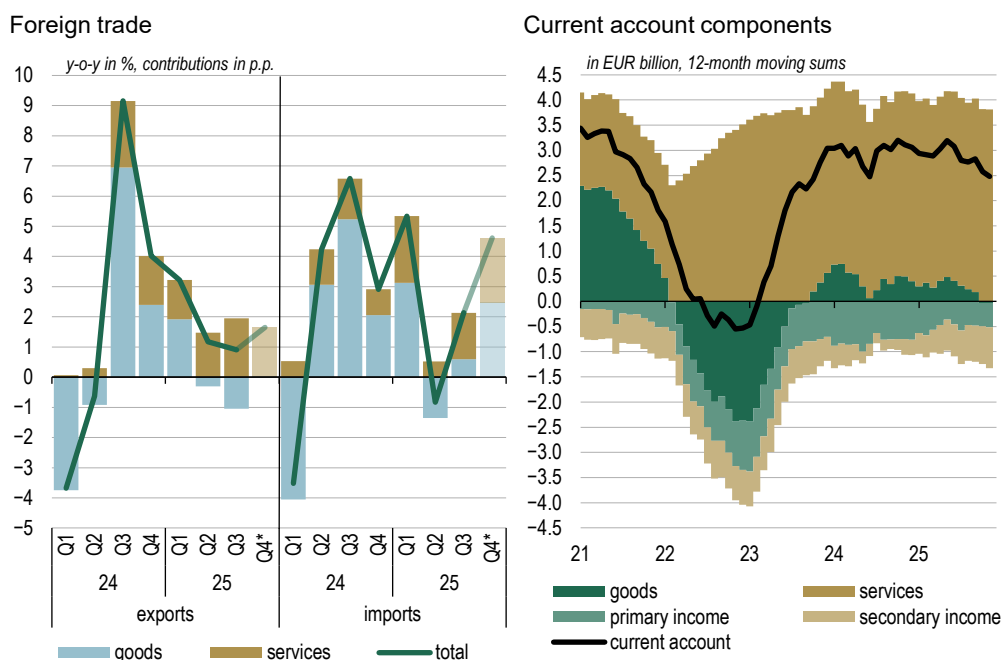 Foreign trade
y-o-y in %, contributions in p.p.
10
9
8
7
6
5
4
3
2
1
0
−1
−2
−3
−4
−5
Q1 Q2 Q3 Q4 Q1 Q2 Q3 Q4* Q1 Q2 Q3 Q4 Q1 Q2 Q3 Q4*
24 25 24 25
exports imports
goods services total
Current account components
in EUR billion, 12-month moving sums
4.5
4.0
3.5
3.0
2.5
2.0
1.5
1.0
0.5
0.0
−0.5
−1.0
−1.5
−2.0
−2.5
−3.0
−3.5
−4.0
−4.5
21 22 23 24 25
goods services
primary income secondary income
current account